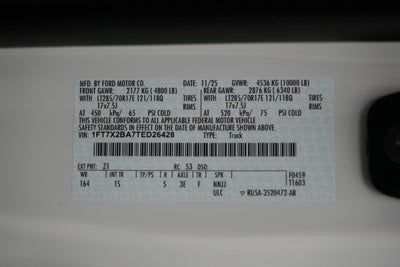 MFD. BY FORD MOTOR CO. 11/25 GVWR: 4536 KG (10000 LB)
FRONT GAWR: 2177 KG (4800 LB) REAR GAWR: 2876 KG (6340 LB)
WITH WITH
LT285/70R17E 121/118Q TIRES LT285/70R17E 121/118Q TIRES
17x7.5J RIMS 17x7.5J RIMS
AT 450 kPa/ 65 PSI COLD AT 520 kPa/ 75 PSI COLD
THIS VEHICLE CONFORMS TO ALL APPLICABLE FEDERAL MOTOR
VEHICLE SAFETY STANDARDS IN EFFECT ON THE DATE OF
MANUFACTURE SHOWN ABOVE.
VIN: 1FT7X2BA7TED26428
TYPE: TRUCK
EXT PNT: Z1 RC: 53 DSO:
WB INT TR TP/PS R AXLE TR SPR F0459
164 1S 5 3E F NNJJ T1603
ULC ▼ RU5A-3520472-AB